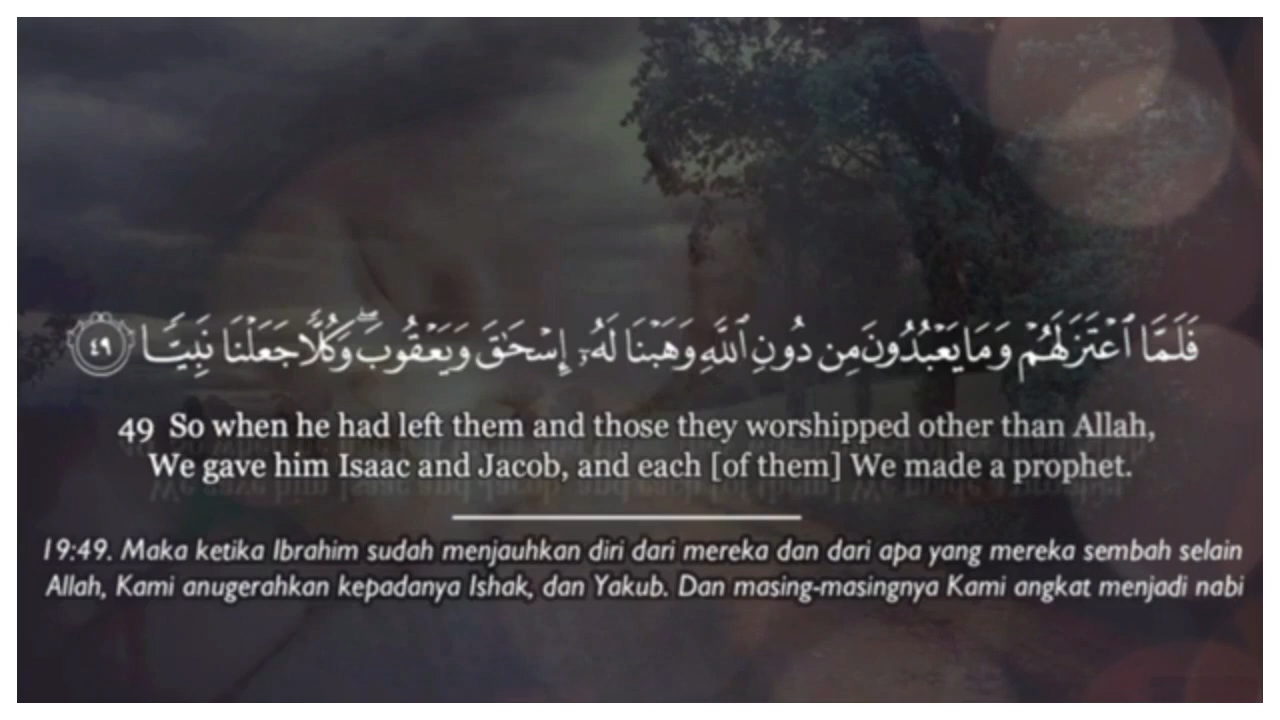 فَلَمَّا ٱعْتَزَلَهُمْ وَمَا يَعْبُدُونَ مِن دُونِ ٱللَّهِ وَهَبْنَا لَهُۥٓ إِسْحَٰقَ وَيَعْقُوبَ ۖ وَكُلًّا جَعَلْنَا نَبِيًّا ٤٩
49 So when he had left them and those they worshipped other than Allah,
We gave him Isaac and Jacob, and each [of them] We made a prophet.
19:49. Maka ketika Ibrahim sudah menjauhkan diri dari mereka dan dari apa yang mereka sembah selain
Allah, Kami anugerahkan kepadanya Ishak, dan Yakub. Dan masing-masingnya Kami angkat menjadi nabi